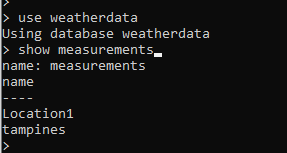 >
> use weatherdata
Using database weatherdata
> show measurements
name: measurements
name
----
Location1
tampines
>